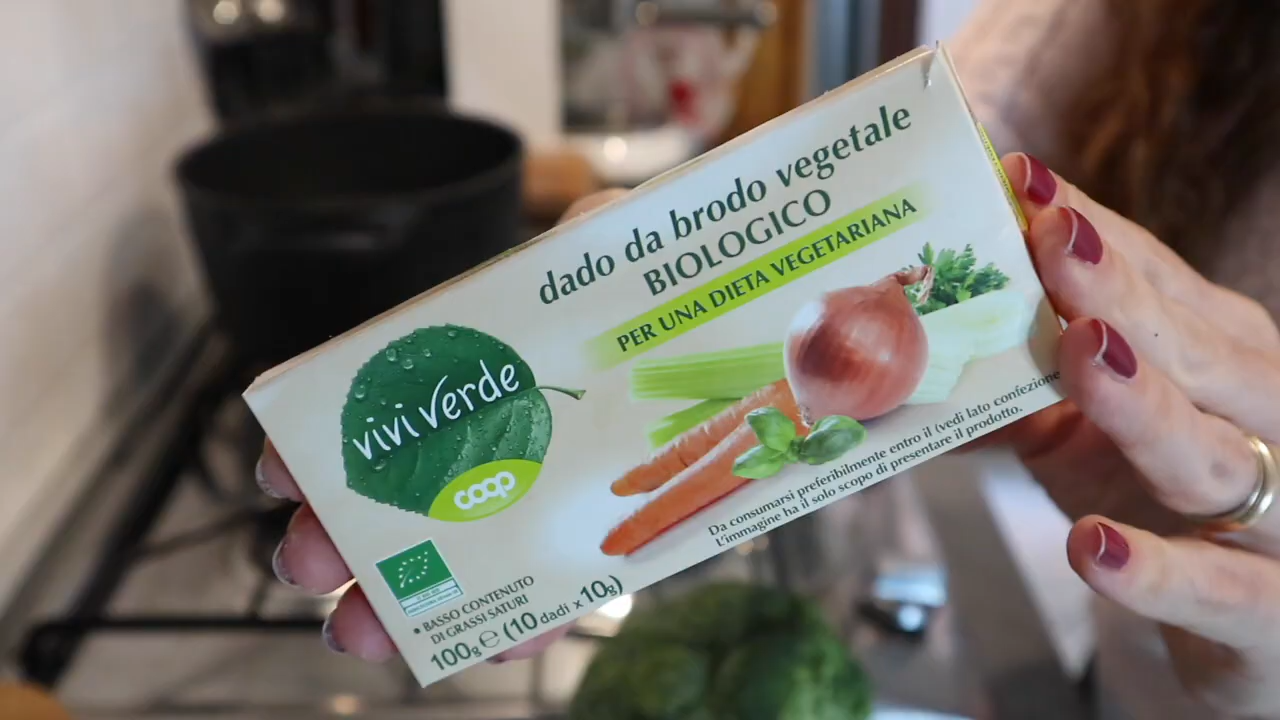 dado da brodo vegetale
BIOLOGICO
PER UNA DIETA VEGETARIANA
vivi verde
coop
Da consumarsi preferibilmente entro il (vedi lato confezione
L'immagine ha il solo scopo di presentare il prodotto.
• BASSO CONTENUTO
DI GRASSI SATURI
100g e (10 dadi x 10g)